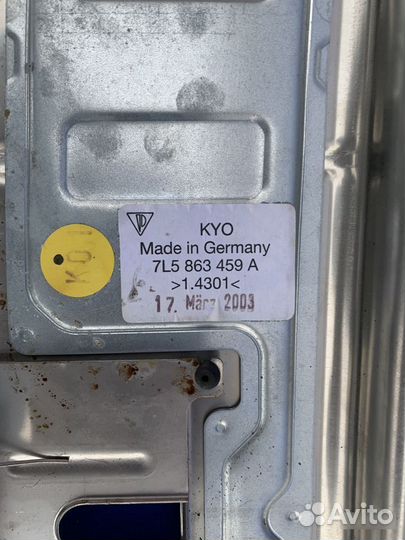 KYO
Made in Germany
7L5 863 459 A
>1.4301<
17. März 2003
K01
Avito